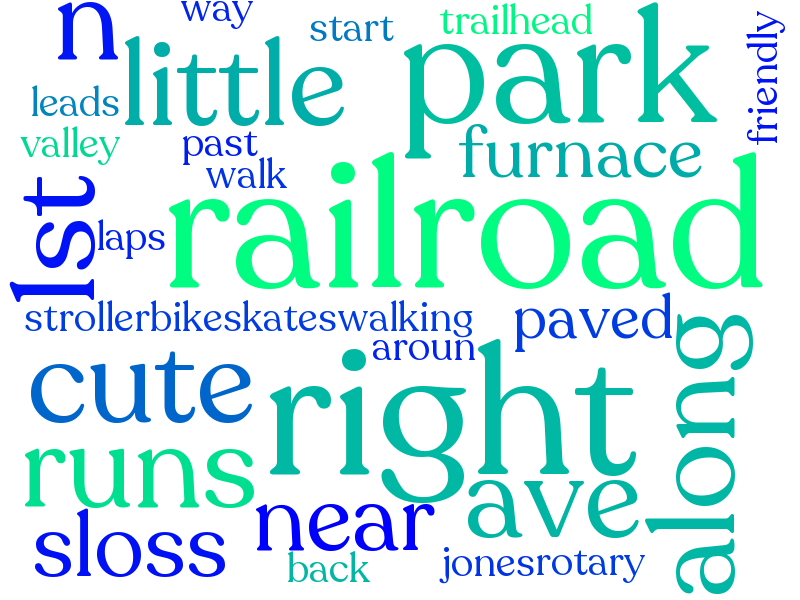 way
n
start
trailhead
friendly
little
park
leads
valley
past
furnace
walk
1st
railroad
laps
strollerbikeskateswalking
paved
aroun
along
cute
right
runs
ave
near
sloss
back
jonesrotary